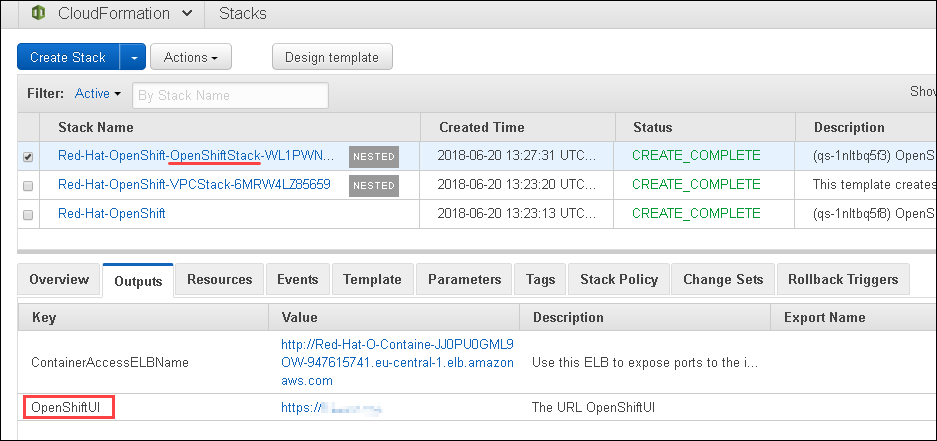 CloudFormation Stacks
Create Stack Actions Design template
Filter: Active By Stack Name Show
Stack Name Created Time Status Description
Red-Hat-OpenShift-OpenShiftStack-WL1PWN... NESTED 2018-06-20 13:27:31 UTC... CREATE_COMPLETE (qs-1nltbq5f3) OpenS
Red-Hat-OpenShift-VPCStack-6MRW4LZ85659 NESTED 2018-06-20 13:23:20 UTC... CREATE_COMPLETE This template creates
Red-Hat-OpenShift 2018-06-20 13:23:13 UTC... CREATE_COMPLETE (qs-1nltbq5f8) OpenS
Overview Outputs Resources Events Template Parameters Tags Stack Policy Change Sets Rollback Triggers
Key Value Description Export Name
http://Red-Hat-O-Containe-JJ0PU0GML9
ContainerAccessELBName OW-947615741.eu-central-1.elb.amazon Use this ELB to expose ports to the i...
aws.com
OpenShiftUI https:// The URL OpenShiftUI